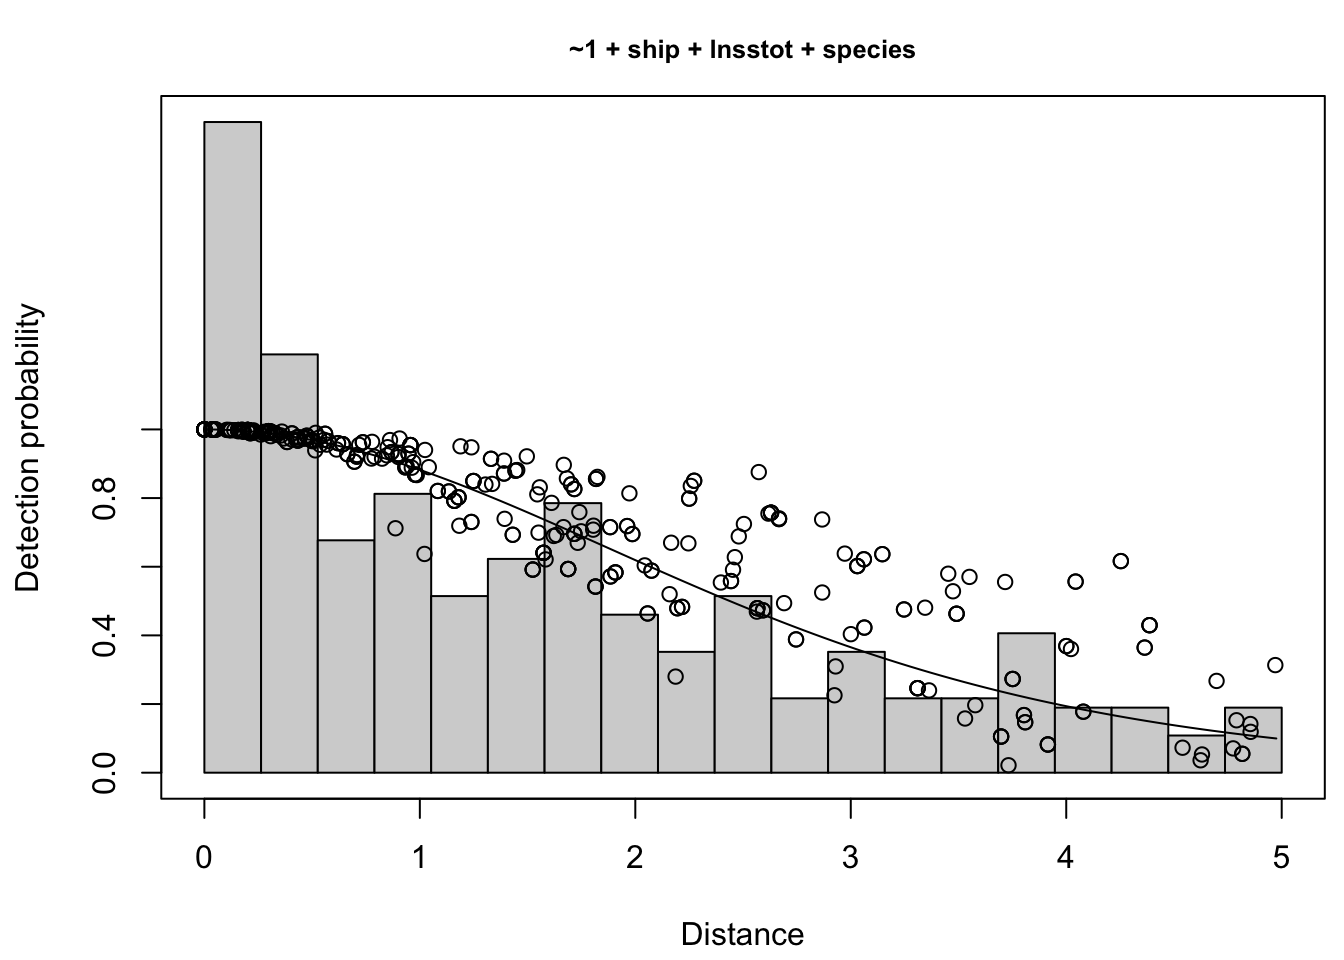 ~1 + ship + lnsstot + species
Detection probability
0.8
0.4
0.0
0 1 2 3 4 5
Distance